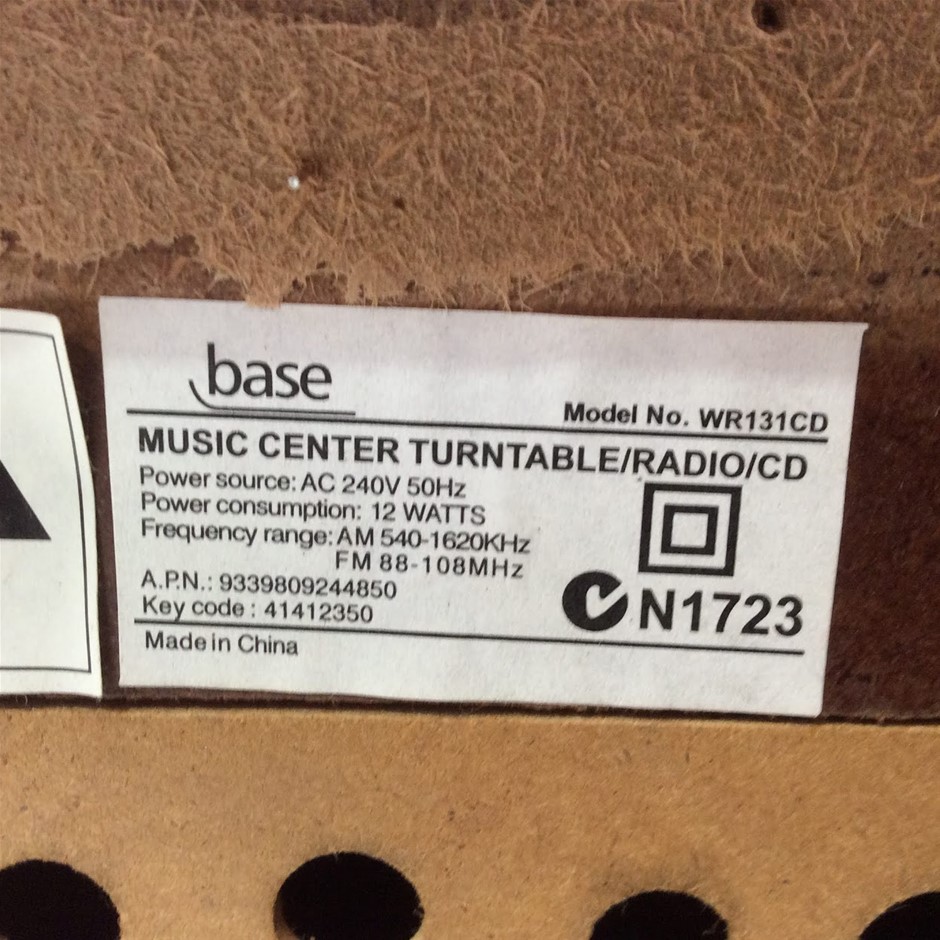 base
Model No. WR131CD
MUSIC CENTER TURNTABLE/RADIO/CD
Power source: AC 240V 50Hz
Power consumption: 12 WATTS
Frequency range: AM 540-1620KHz
FM 88-108MHz
A.P.N.: 9339809244850
Key code : 41412350
N1723
Made in China